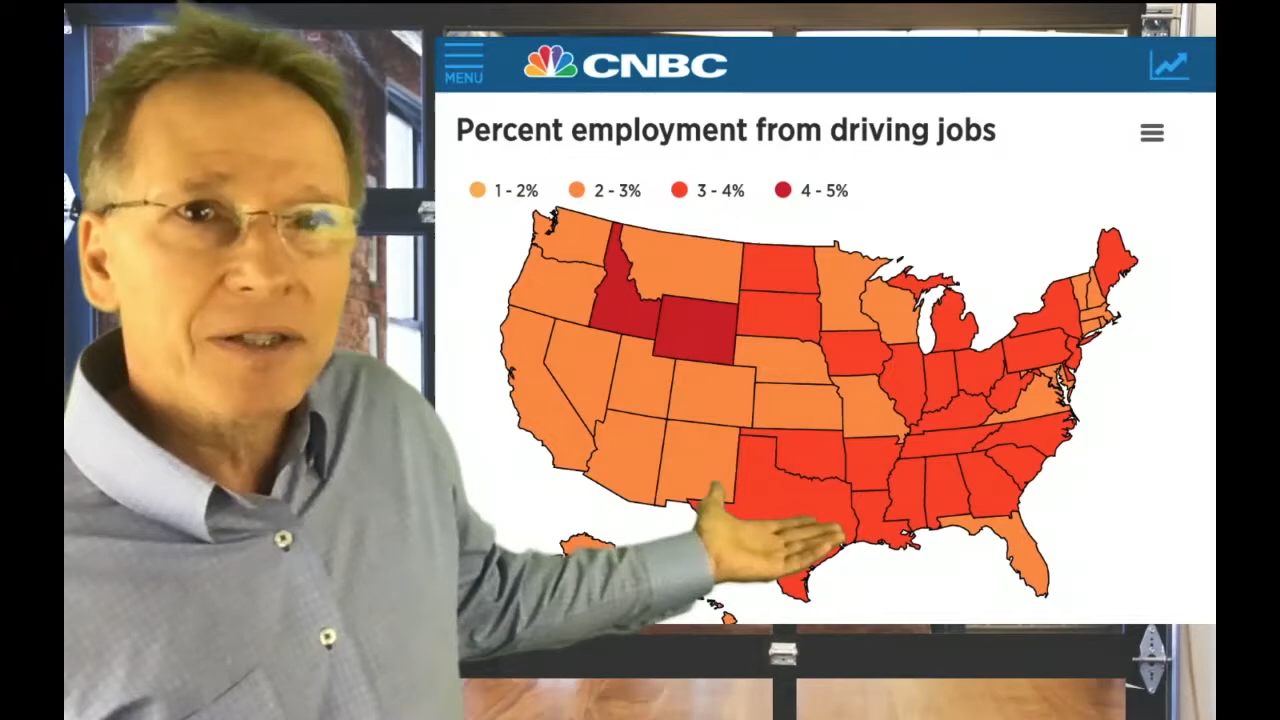 MENU
CNBC
Percent employment from driving jobs
1 - 2%
2 - 3%
3 - 4%
4 - 5%